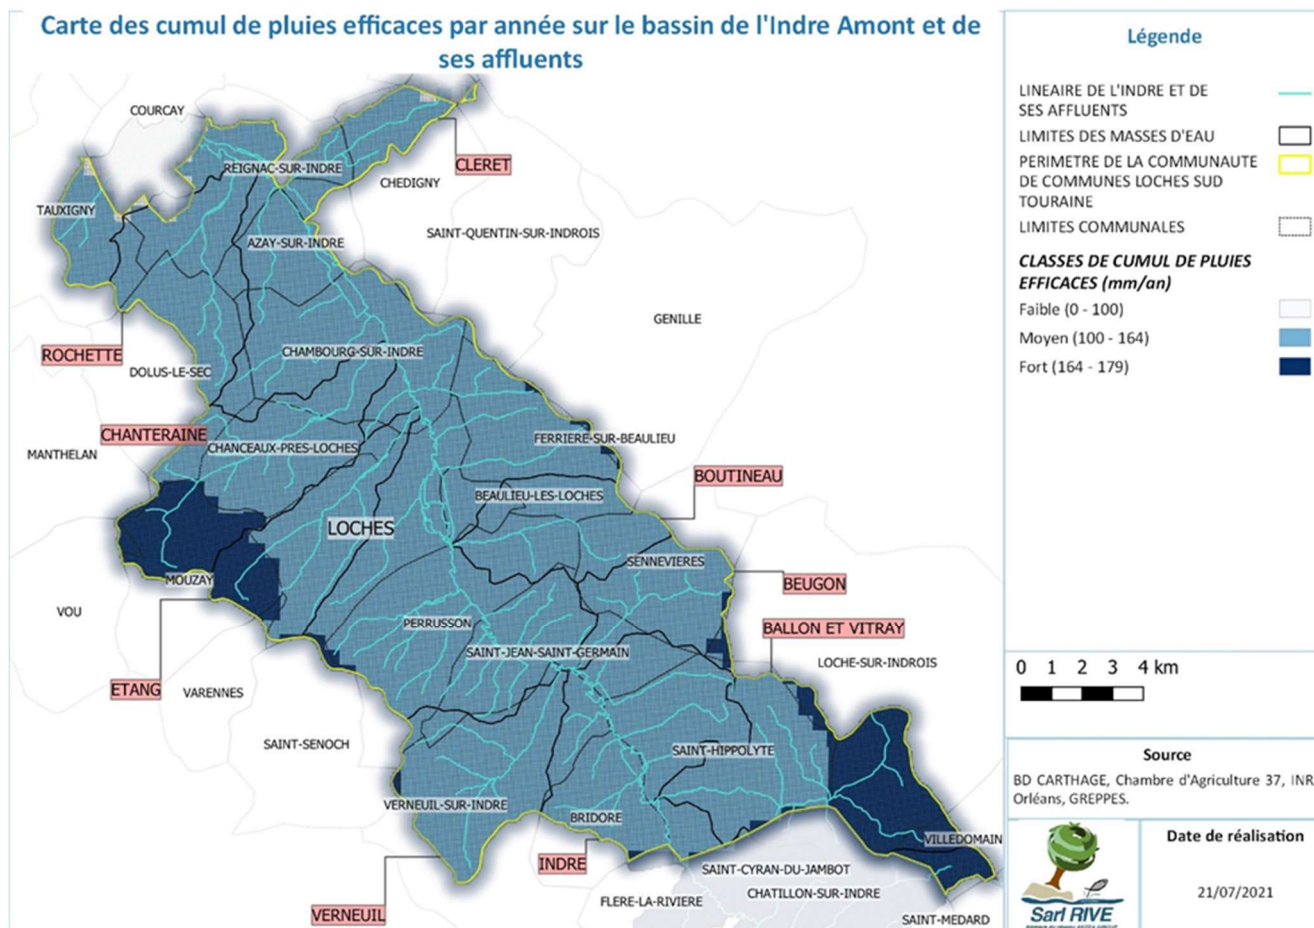 Carte des cumul de pluies efficaces par année sur le bassin de l'Indre Amont et de
ses affluents
COURCAY
CLERET
REIGNAC-SUR-INDRE
CHEDIGNY
TAUXIGNY
SAINT-QUENTIN-SUR-INDROIS
AZAY-SUR-INDRE
GENILLE
ROCHETTE
CHAMBOURG-SUR-INDRE
DOLUS-LE-SEC
CHANTERAINE
FERRIERE-SUR-BEAULIEU
CHANCEAUX-PRES-LOCHES
MANTHELAN
BOUTINEAU
BEAULIEU-LES-LOCHES
LOCHES
SENNEVIERES
MOUZAY
BEUGON
VOU
PERRUSSON
BALLON ET VITRAY
SAINT-JEAN-SAINT-GERMAIN
LOCHE-SUR-INDROIS
ETANG
VARENNES
SAINT-SENOCH
SAINT-HIPPOLYTE
VERNEUIL-SUR-INDRE
BRIDORE
VILLEDOMAIN
INDRE
SAINT-CYRAN-DU-JAMBOT
CHATILLON-SUR-INDRE
FLERE-LA-RIVIERE
VERNEUIL
SAINT-MEDARD
Légende
LINEAIRE DE L'INDRE ET DE
SES AFFLUENTS
LIMITES DES MASSES D'EAU
PERIMETRE DE LA COMMUNAUTE
DE COMMUNES LOCHES SUD
TOURAINE
LIMITES COMMUNALES
CLASSES DE CUMUL DE PLUIES
EFFICACES (mm/an)
Faible (0 - 100)
Moyen (100 - 164)
Fort (164 - 179)
0 1 2 3 4 km
Source
BD CARTHAGE, Chambre d'Agriculture 37, INR
Orléans, GREPPES.
Sarl RIVE
Date de réalisation
21/07/2021